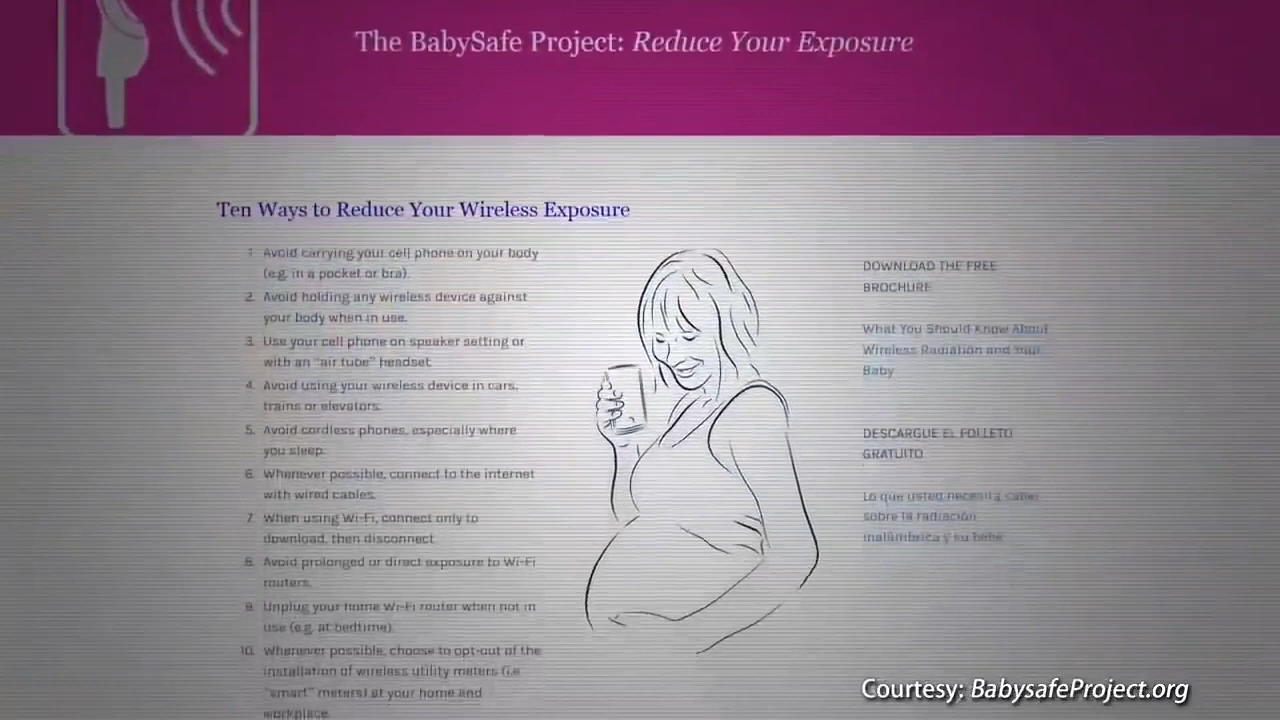 The BabySafe Project: Reduce Your Exposure
Ten Ways to Reduce Your Wireless Exposure
1. Avoid carrying your cell phone on your body
(e.g. in a pocket or bra).
2. Avoid holding any wireless device against
your body when in use.
3. Use your cell phone on speaker setting or
with an "air tube" headset.
4. Avoid using your wireless device in cars,
trains or elevators.
5. Avoid cordless phones, especially where
you sleep.
6. Whenever possible, connect to the internet
with wired cables.
7. When using Wi-Fi, connect only to
download, then disconnect.
8. Avoid prolonged or direct exposure to Wi-Fi
routers.
9. Unplug your home Wi-Fi router when not in
use (e.g. at bedtime).
10. Whenever possible, choose to opt-out of the
installation of wireless utility meters (i.e.
"smart" meters) at your home and
workplace.
DOWNLOAD THE FREE
BROCHURE
What You Should Know About
Wireless Radiation and Your
Baby
DESCARGUE EL FOLLETO
GRATUITO
Lo que usted necesita saber
sobre la radiación
inalámbrica y su bebé
Courtesy: BabysafeProject.org